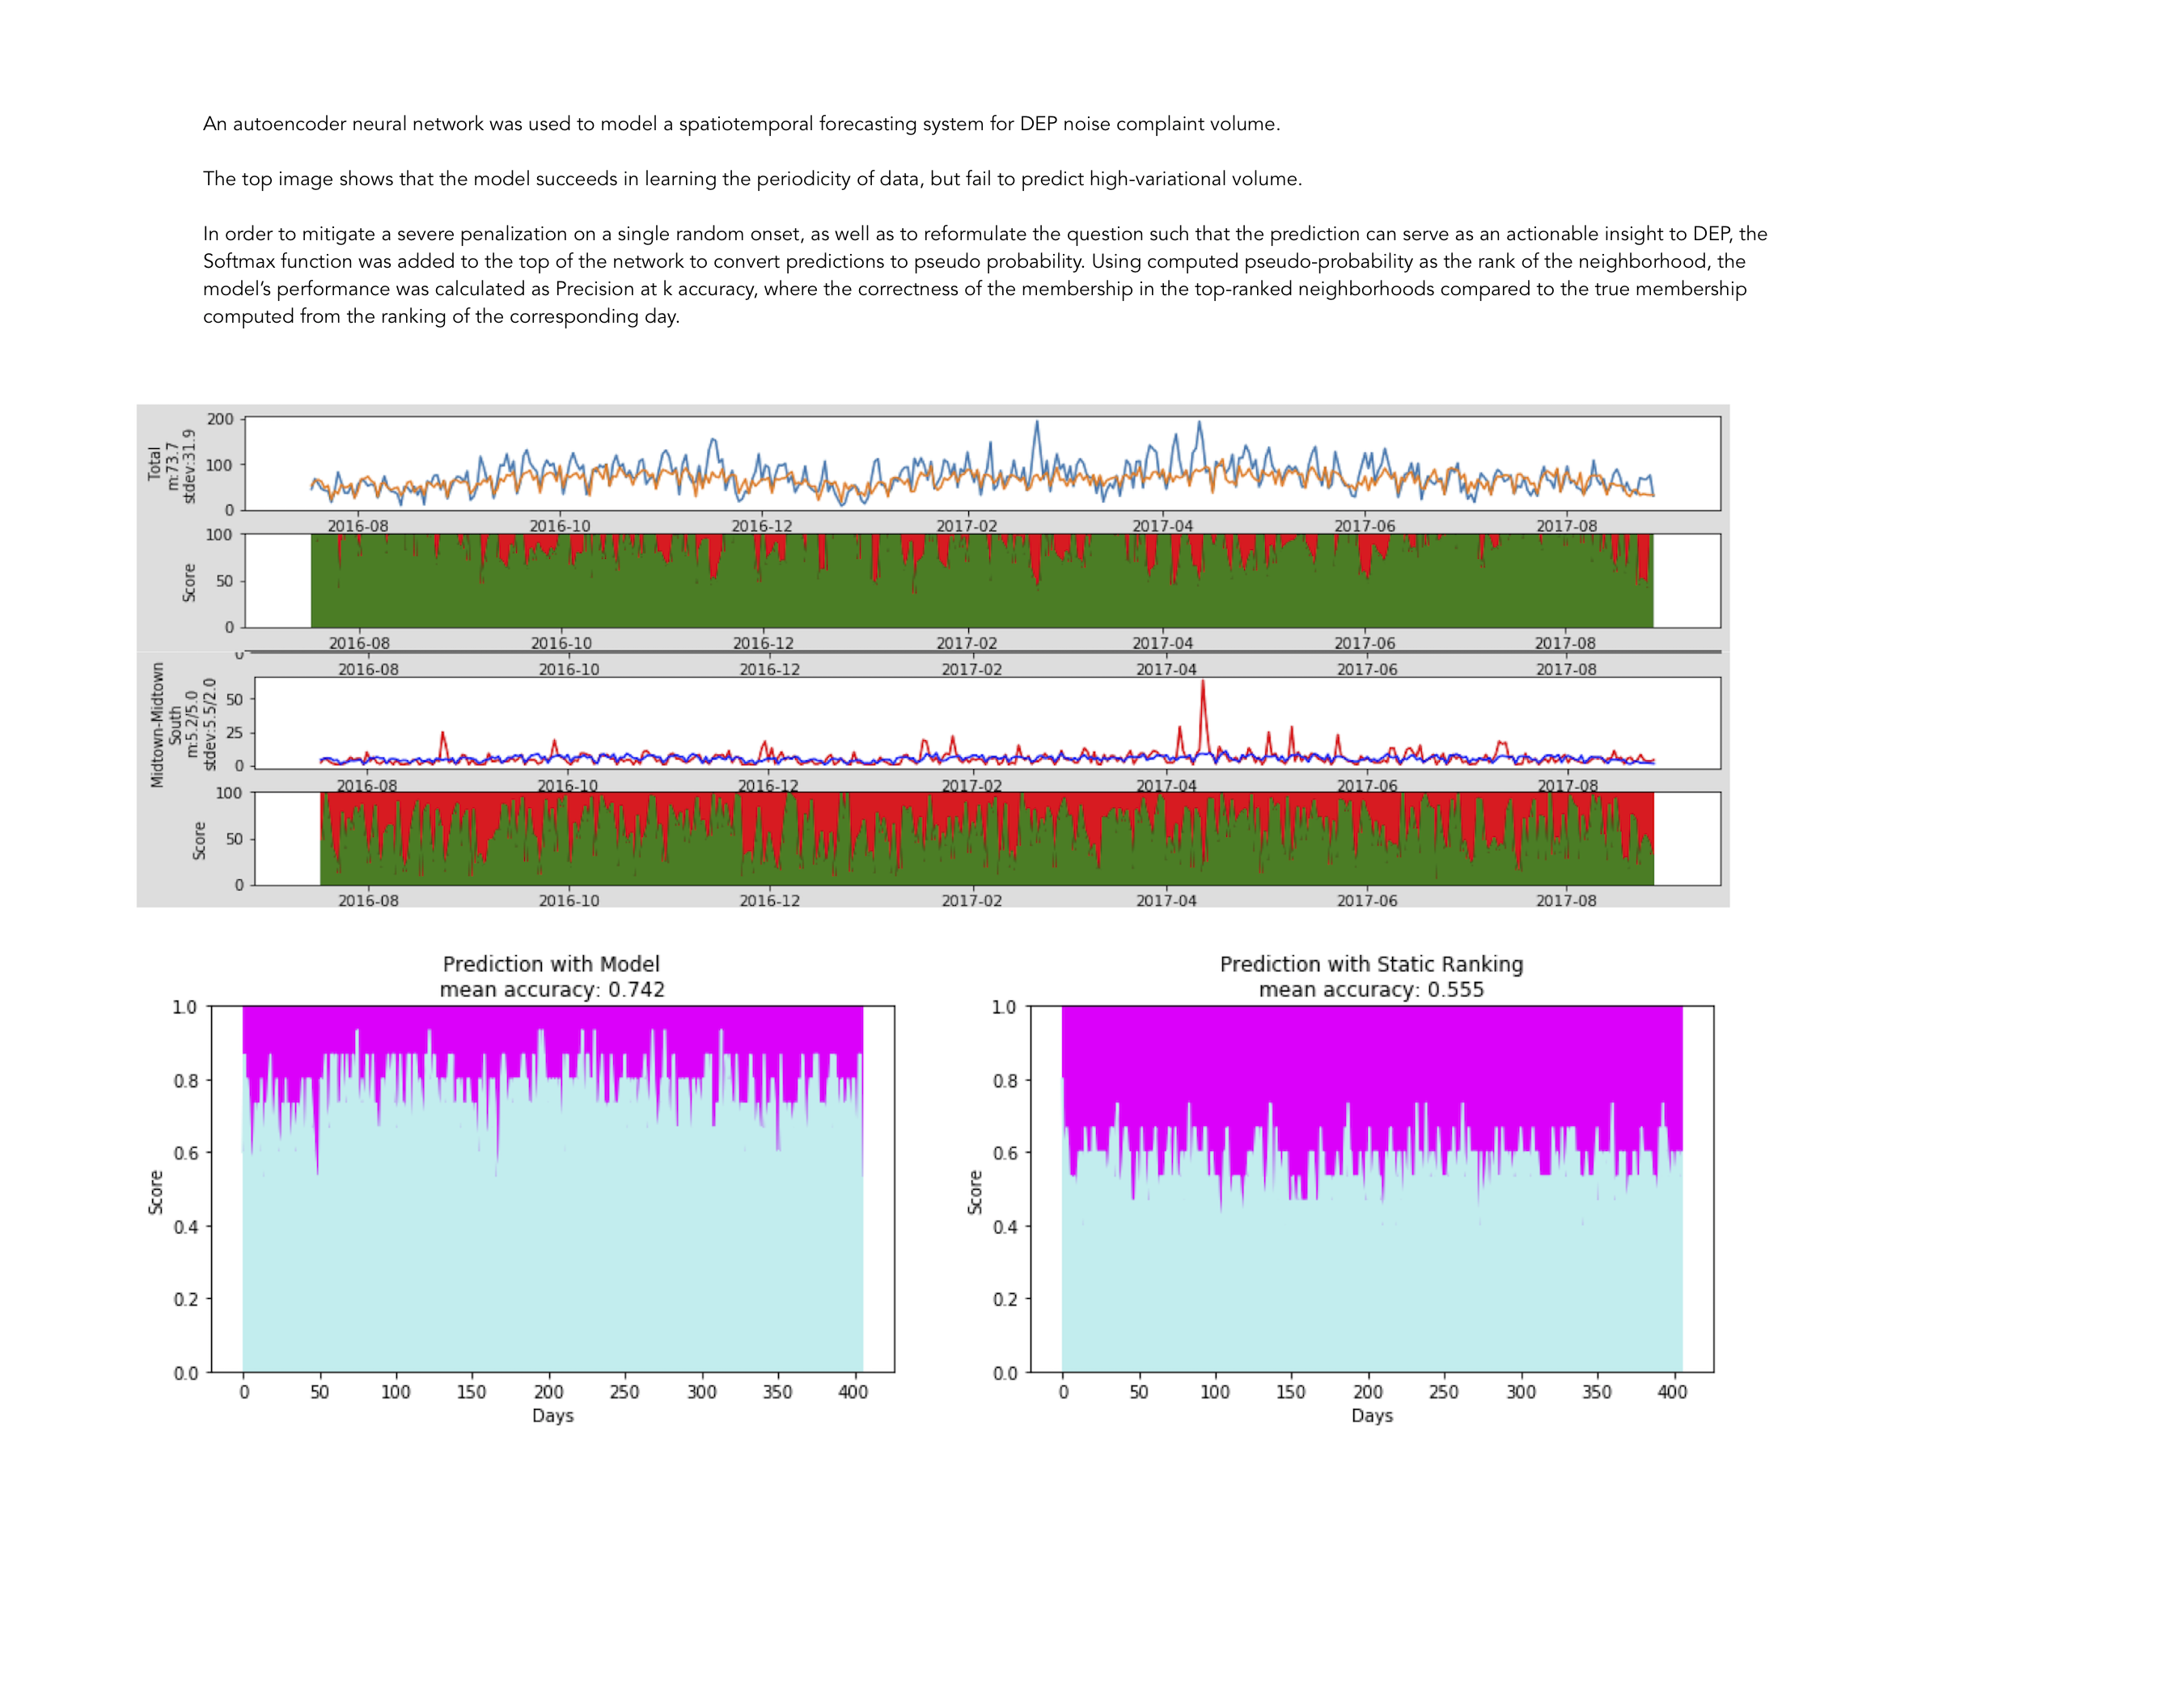 An autoencoder neural network was used to model a spatiotemporal forecasting system for DEP noise complaint volume.
The top image shows that the model succeeds in learning the periodicity of data, but fail to predict high-variational volume.
In order to mitigate a severe penalization on a single random onset, as well as to reformulate the question such that the prediction can serve as an actionable insight to DEP, the
Softmax function was added to the top of the network to convert predictions to pseudo probability. Using computed pseudo-probability as the rank of the neighborhood, the
model's performance was calculated as Precision at k accuracy, where the correctness of the membership in the top-ranked neighborhoods compared to the true membership
computed from the ranking of the corresponding day.
Total
m:73.7
stdev:31.9
200
100
0
2016-08 2016-10 2016-12 2017-02 2017-04 2017-06 2017-08
Score
100
50
0
2016-08 2016-10 2016-12 2017-02 2017-04 2017-06 2017-08
0
2016-08 2016-10 2016-12 2017-02 2017-04 2017-06 2017-08
Midtown-Midtown
South
m:5.2/5.0
stdev:5.5/2.0
50
25
0
2016-08 2016-10 2016-12 2017-02 2017-04 2017-06 2017-08
Score
100
50
0
2016-08 2016-10 2016-12 2017-02 2017-04 2017-06 2017-08
Prediction with Model
mean accuracy: 0.742
Score
1.0
0.8
0.6
0.4
0.2
0.0
0 50 100 150 200 250 300 350 400
Days
Prediction with Static Ranking
mean accuracy: 0.555
Score
1.0
0.8
0.6
0.4
0.2
0.0
0 50 100 150 200 250 300 350 400
Days